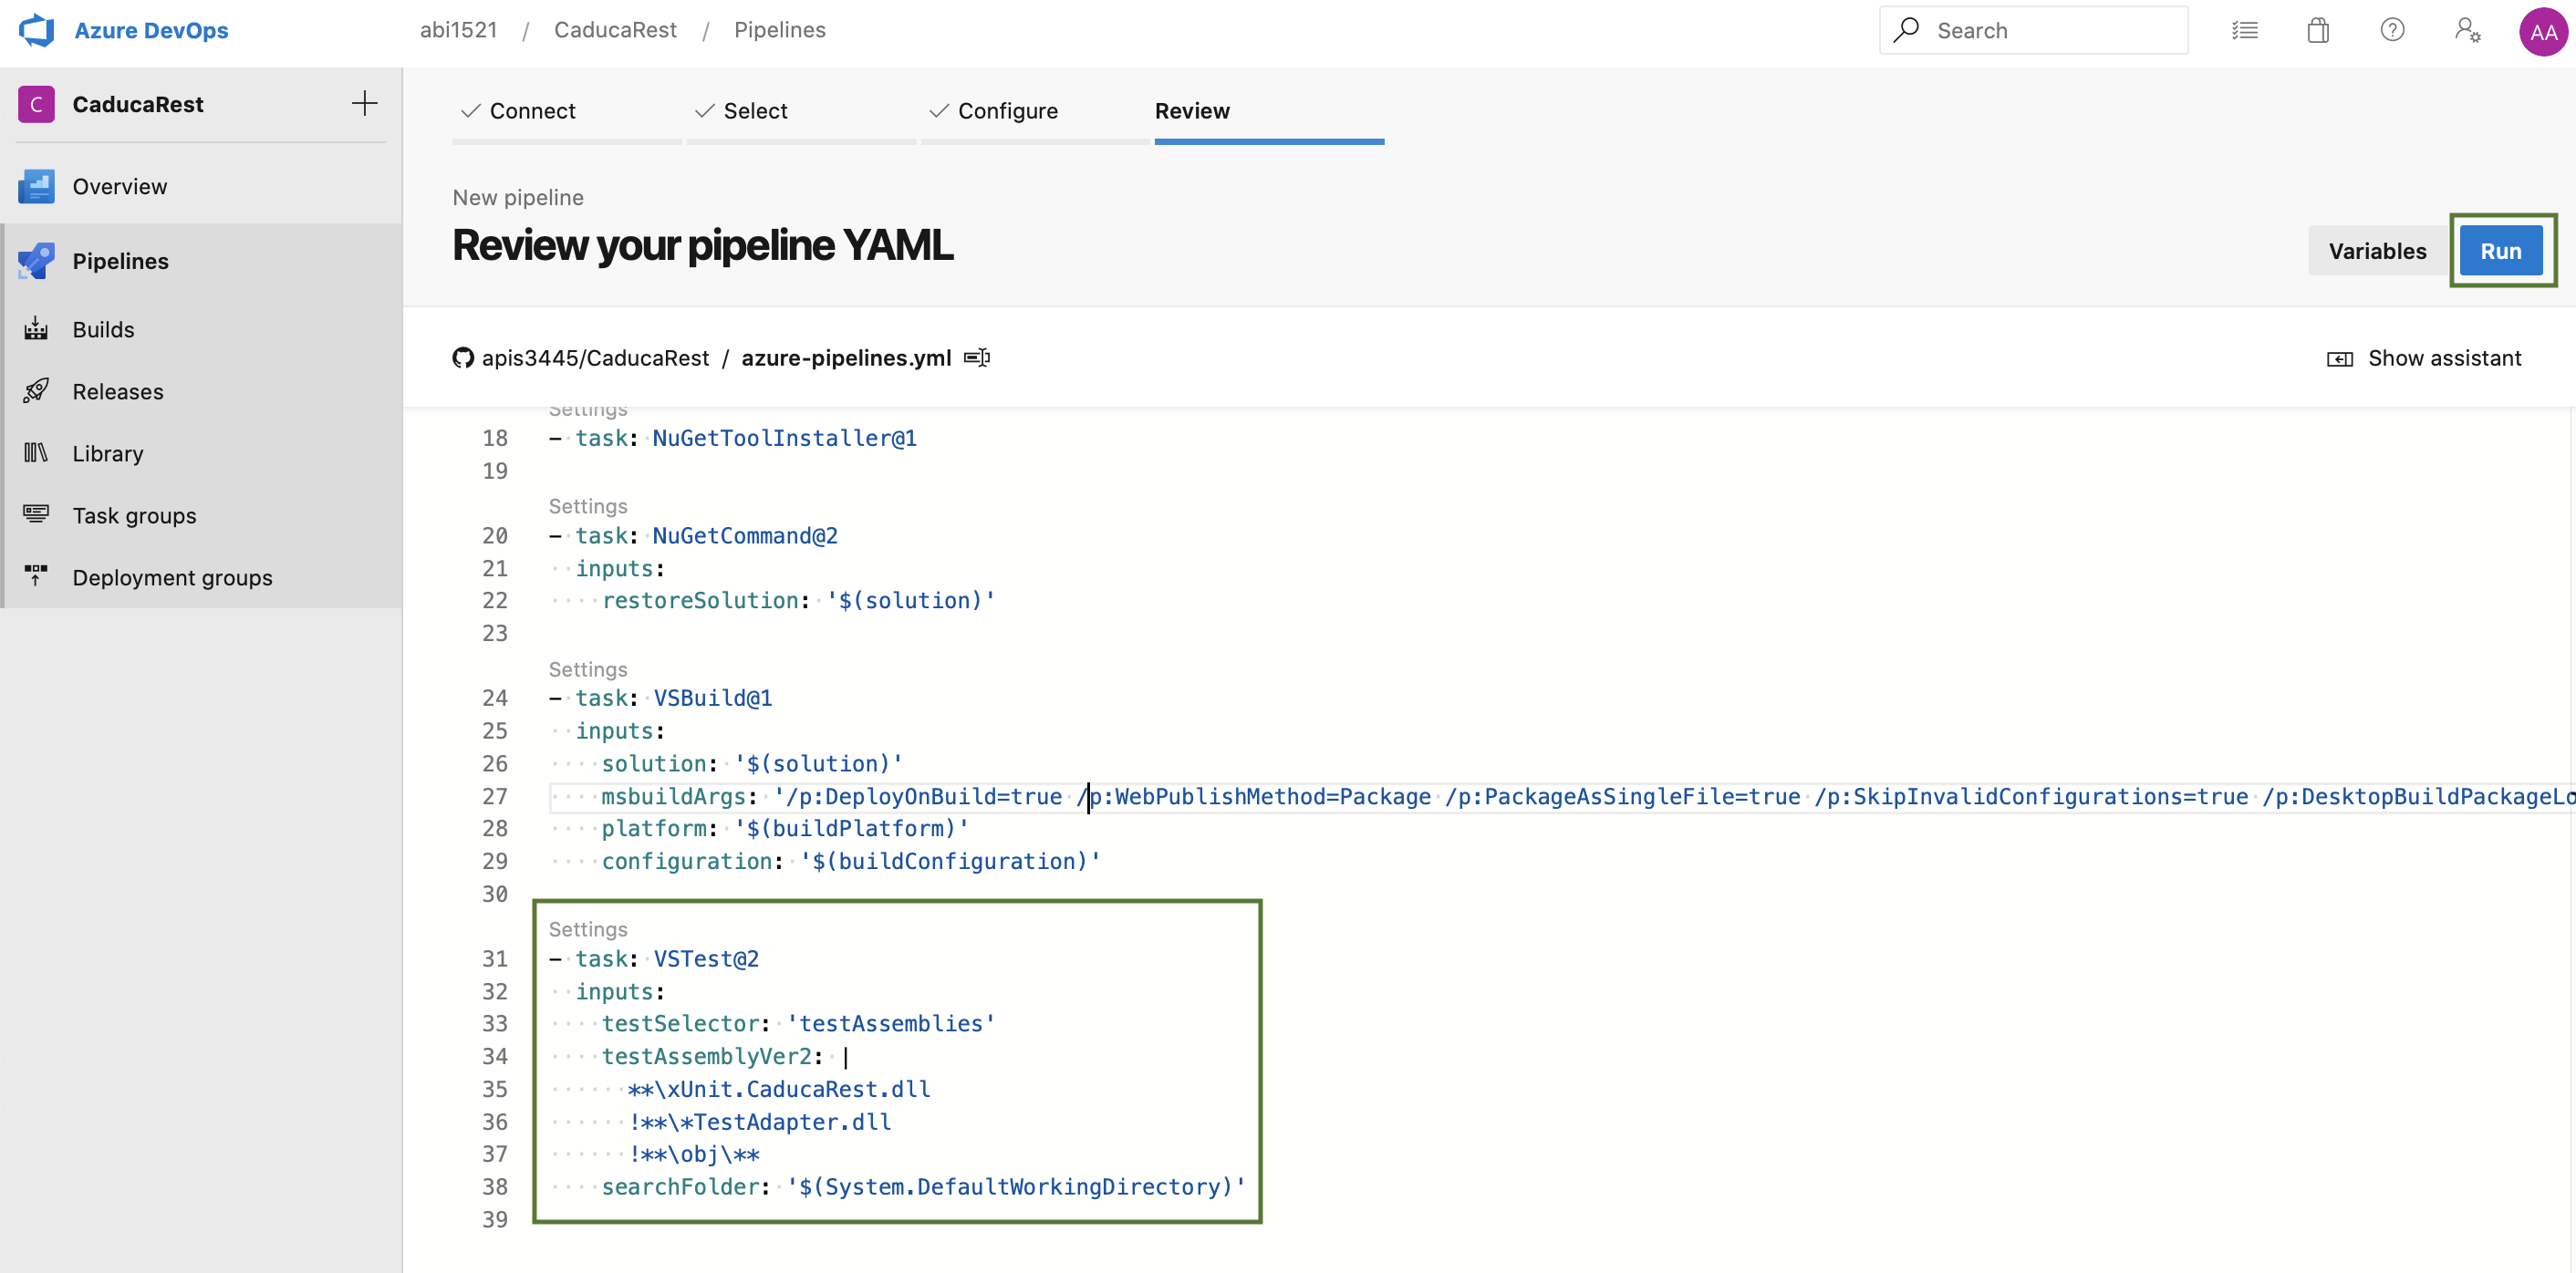 Azure DevOps
abi1521 / CaducaRest / Pipelines
Search
AA
C CaducaRest
Overview
Pipelines
Builds
Releases
Library
Task groups
Deployment groups
Connect
Select
Configure
Review
New pipeline
Review your pipeline YAML
Variables
Run
apis3445/CaducaRest / azure-pipelines.yml
Show assistant
Settings
18 - task: NuGetToolInstaller@1
19
Settings
20 - task: NuGetCommand@2
21 inputs:
22 restoreSolution: '$(solution)'
23
Settings
24 - task: VSBuild@1
25 inputs:
26 solution: '$(solution)'
27 msbuildArgs: '/p:DeployOnBuild=true /p:WebPublishMethod=Package /p:PackageAsSingleFile=true /p:SkipInvalidConfigurations=true /p:DesktopBuildPackageLo
28 platform: '$(buildPlatform)'
29 configuration: '$(buildConfiguration)'
30
Settings
31 - task: VSTest@2
32 inputs:
33 testSelector: 'testAssemblies'
34 testAssemblyVer2: |
35 **\xUnit.CaducaRest.dll
36 !**\*TestAdapter.dll
37 !**\obj\**
38 searchFolder: '$(System.DefaultWorkingDirectory)'
39